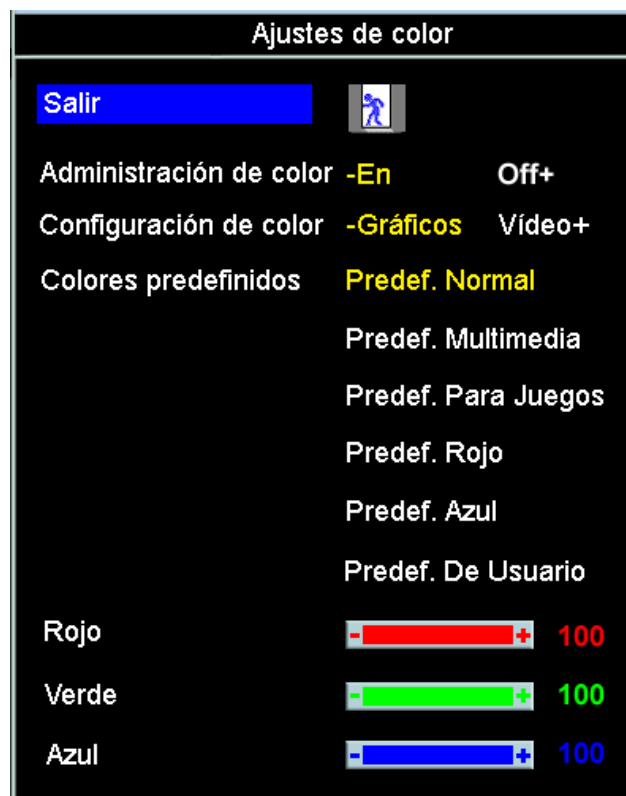 Ajustes de color
Salir
Administración de color -En Off+
Configuración de color -Gráficos Vídeo+
Colores predefinidos Predef. Normal
Predef. Multimedia
Predef. Para Juegos
Predef. Rojo
Predef. Azul
Predef. De Usuario
Rojo - + 100
Verde - + 100
Azul - + 100